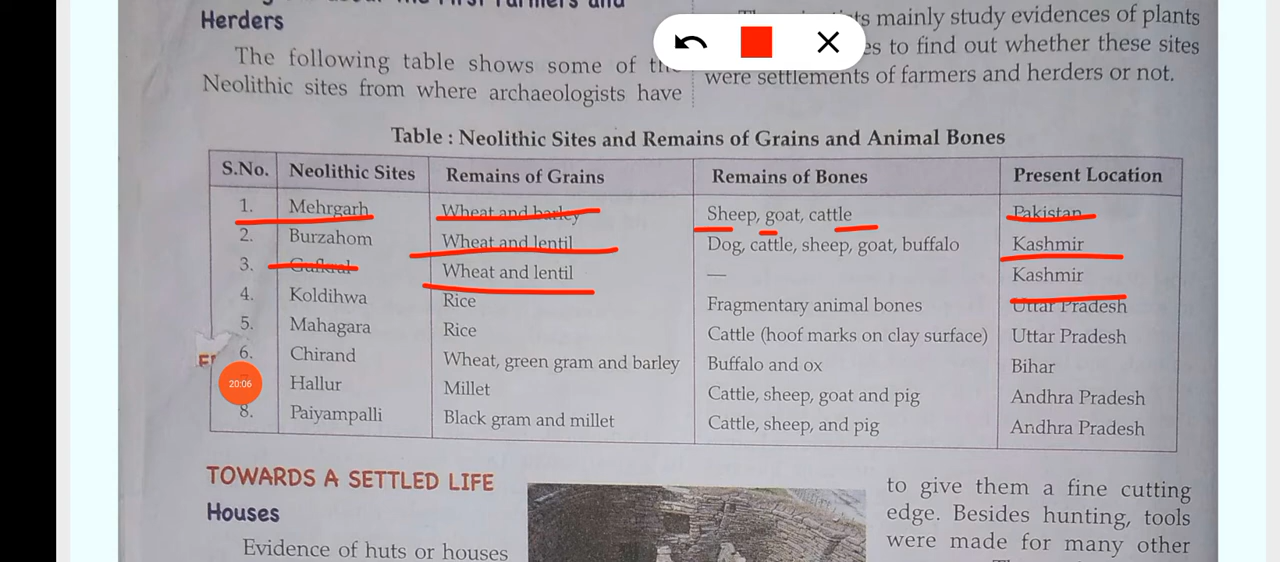 Herders
The following table shows some of the
Neolithic sites from where archaeologists have
mainly study evidences of plants
to find out whether these sites
were settlements of farmers and herders or not.
Table : Neolithic Sites and Remains of Grains and Animal Bones
S.No. Neolithic Sites Remains of Grains Remains of Bones Present Location
1. Mehrgarh Wheat and barley Sheep, goat, cattle Pakistan
2. Burzahom Wheat and lentil Dog, cattle, sheep, goat, buffalo Kashmir
3. Gufkral Wheat and lentil — Kashmir
4. Koldihwa Rice Fragmentary animal bones Uttar Pradesh
5. Mahagara Rice Cattle (hoof marks on clay surface) Uttar Pradesh
6. Chirand Wheat, green gram and barley Buffalo and ox Bihar
20:06 Hallur Millet Cattle, sheep, goat and pig Andhra Pradesh
8. Paiyampalli Black gram and millet Cattle, sheep, and pig Andhra Pradesh
TOWARDS A SETTLED LIFE
Houses
Evidence of huts or houses
to give them a fine cutting
edge. Besides hunting, tools
were made for many other